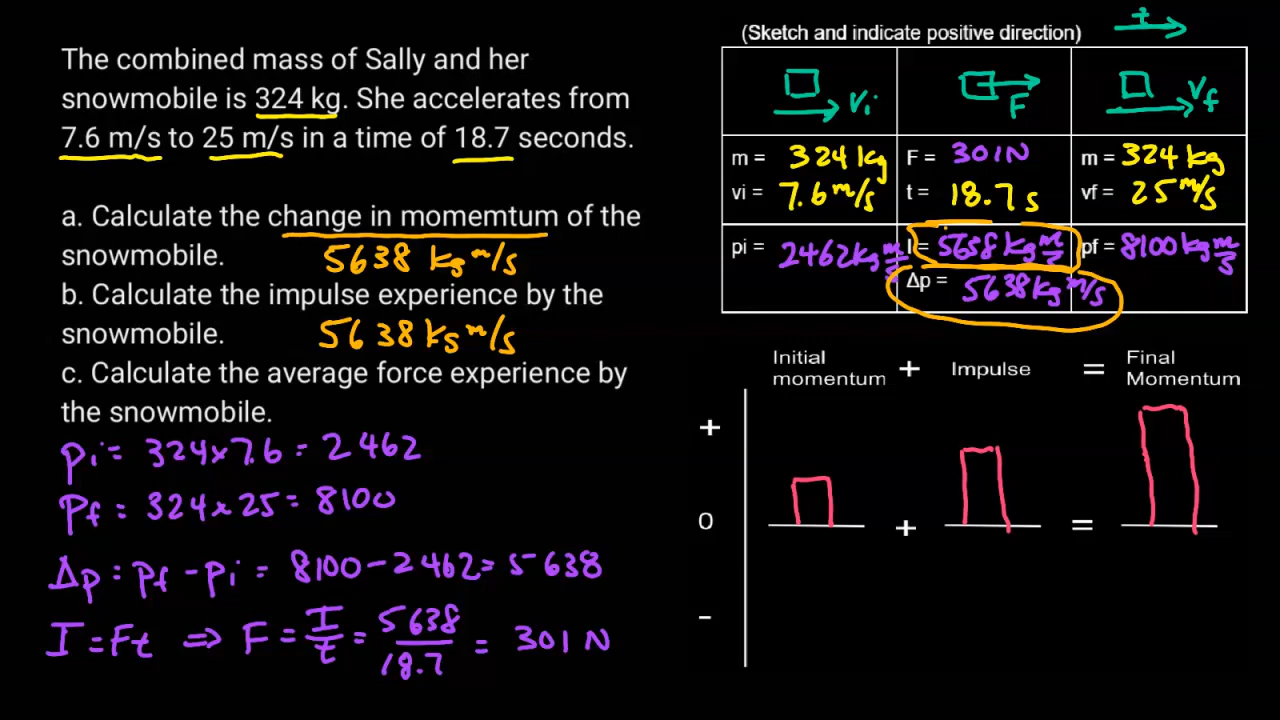 The combined mass of Sally and her
snowmobile is 324 kg. She accelerates from
7.6 m/s to 25 m/s in a time of 18.7 seconds.
a. Calculate the change in momemtum of the
snowmobile. 5638 kg m/s
b. Calculate the impulse experience by the
snowmobile. 5638 kg m/s
c. Calculate the average force experience by
the snowmobile.
pi = 324 x 7.6 = 2462
Pf = 324 x 25 = 8100
Δp = pf - pi = 8100 - 2462 = 5638
I = Ft ⇒ F = I/t = 5638/18.7 = 301 N
(Sketch and indicate positive direction) +
vi F vf
m = 324 kg F = 301N m = 324 kg
vi = 7.6 m/s t = 18.7 s vf = 25 m/s
pi = 2462 kg m/s I = 5638 kg m/s pf = 8100 kg m/s
Δp = 5638 kg m/s
Initial momentum + Impulse = Final Momentum
+
0 + =
-